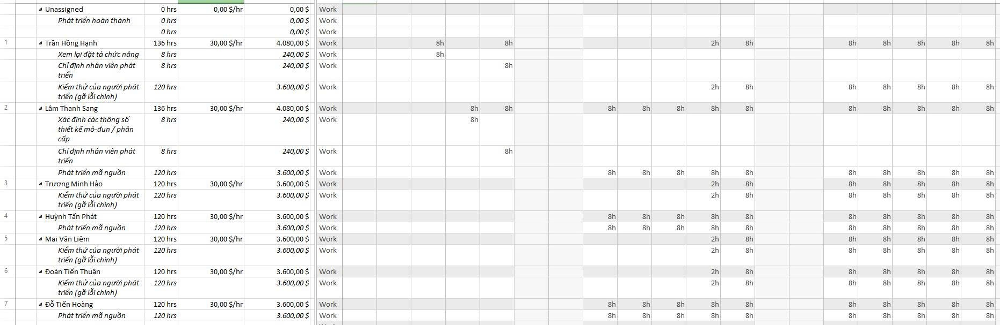 Unassigned 0 hrs 0,00 $/hr 0,00 $ Work
Phát triển hoàn thành 0 hrs 0,00 $ Work
0 hrs 0,00 $ Work
1 Trần Hồng Hạnh 136 hrs 30,00 $/hr 4.080,00 $ Work 8h 8h 2h 8h 8h 8h 8h 8h 8h
Xem lại đặt tả chức năng 8 hrs 240,00 $ Work 8h
Chỉ định nhân viên phát 8 hrs 240,00 $ Work 8h
triển
Kiểm thử của người phát 120 hrs 3.600,00 $ Work 2h 8h 8h 8h 8h 8h 8h
triển (gỡ lỗi chính)
2 Lâm Thanh Sang 136 hrs 30,00 $/hr 4.080,00 $ Work 8h 8h 8h 8h 8h 8h 8h 8h 8h 8h 8h 8h
Xác định các thông số 8 hrs 240,00 $ Work 8h
thiết kế mô-đun / phân
cấp
Chỉ định nhân viên phát 8 hrs 240,00 $ Work 8h
triển
Phát triển mã nguồn 120 hrs 3.600,00 $ Work 8h 8h 8h 8h 8h 8h 8h 8h 8h 8h
3 Trương Minh Hảo 120 hrs 30,00 $/hr 3.600,00 $ Work 2h 8h 8h 8h 8h 8h 8h
Kiểm thử của người phát 120 hrs 3.600,00 $ Work 2h 8h 8h 8h 8h 8h 8h
triển (gỡ lỗi chính)
4 Huỳnh Tấn Phát 120 hrs 30,00 $/hr 3.600,00 $ Work 8h 8h 8h 8h 8h 8h 8h 8h 8h 8h
Phát triển mã nguồn 120 hrs 3.600,00 $ Work 8h 8h 8h 8h 8h 8h 8h 8h 8h 8h
5 Mai Văn Liêm 120 hrs 30,00 $/hr 3.600,00 $ Work 2h 8h 8h 8h 8h 8h 8h
Kiểm thử của người phát 120 hrs 3.600,00 $ Work 2h 8h 8h 8h 8h 8h 8h
triển (gỡ lỗi chính)
6 Đoàn Tiến Thuận 120 hrs 30,00 $/hr 3.600,00 $ Work 2h 8h 8h 8h 8h 8h 8h
Kiểm thử của người phát 120 hrs 3.600,00 $ Work 2h 8h 8h 8h 8h 8h 8h
triển (gỡ lỗi chính)
7 Đỗ Tiến Hoàng 120 hrs 30,00 $/hr 3.600,00 $ Work 8h 8h 8h 8h 8h 8h 8h 8h 8h 8h
Phát triển mã nguồn 120 hrs 3.600,00 $ Work 8h 8h 8h 8h 8h 8h 8h 8h 8h 8h